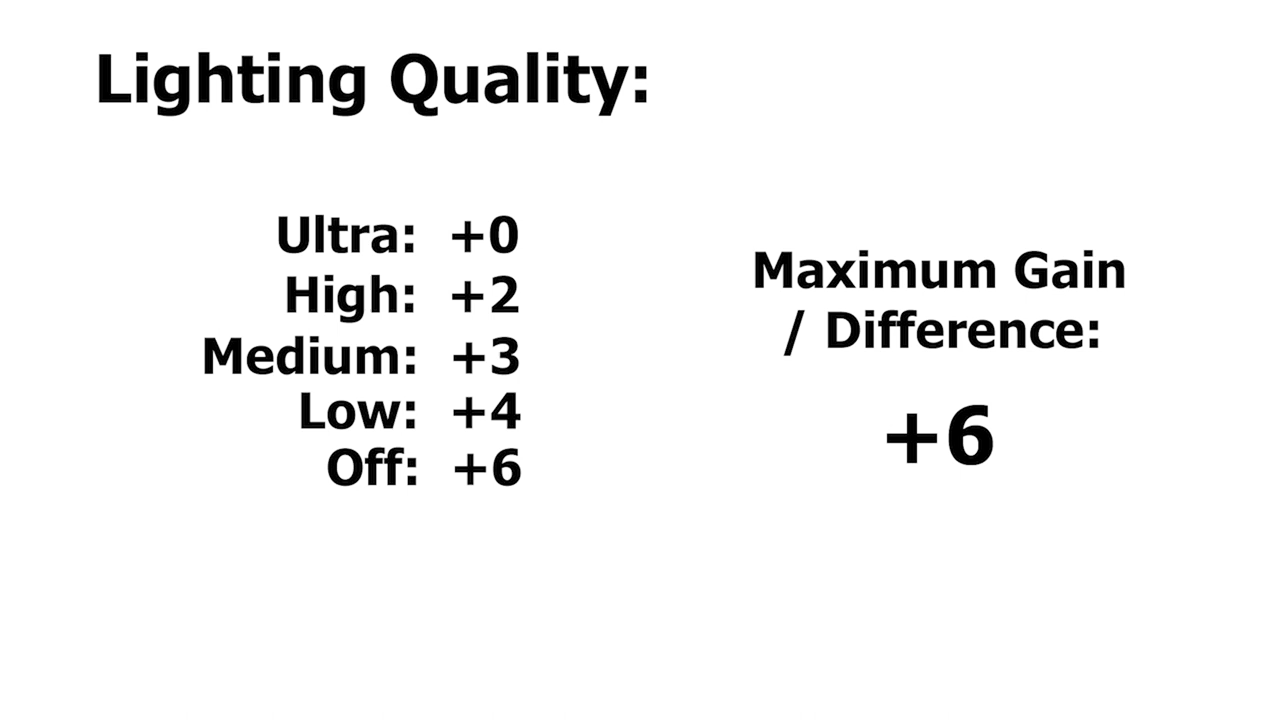 Lighting Quality:
Ultra: +0
High: +2
Medium: +3
Low: +4
Off: +6
Maximum Gain
/ Difference:
+6